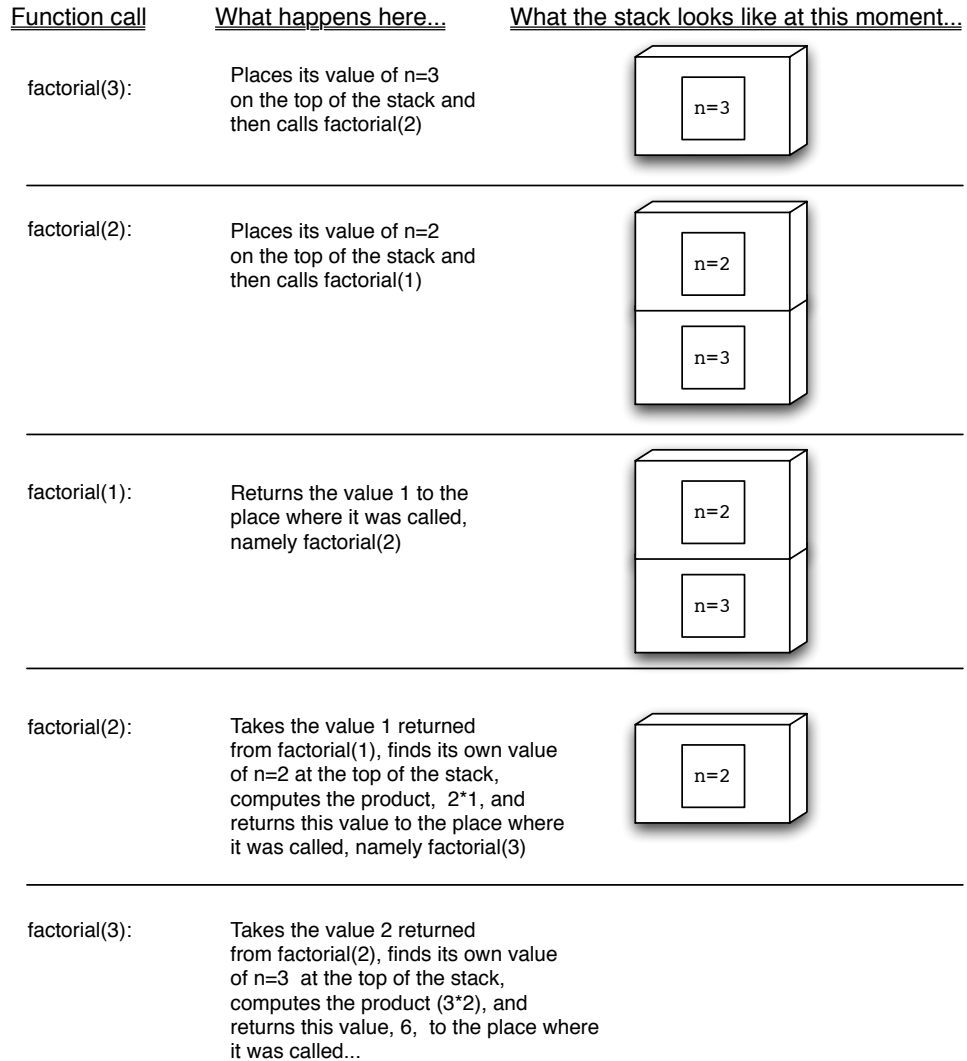 Function call What happens here... What the stack looks like at this moment...
factorial(3):
Places its value of n=3
on the top of the stack and
then calls factorial(2)
n=3
factorial(2):
Places its value of n=2
on the top of the stack and
then calls factorial(1)
n=2
n=3
factorial(1):
Returns the value 1 to the
place where it was called,
namely factorial(2)
n=2
n=3
factorial(2):
Takes the value 1 returned
from factorial(1), finds its own value
of n=2 at the top of the stack,
computes the product, 2*1, and
returns this value to the place where
it was called, namely factorial(3)
n=2
factorial(3):
Takes the value 2 returned
from factorial(2), finds its own value
of n=3 at the top of the stack,
computes the product (3*2), and
returns this value, 6, to the place where
it was called...